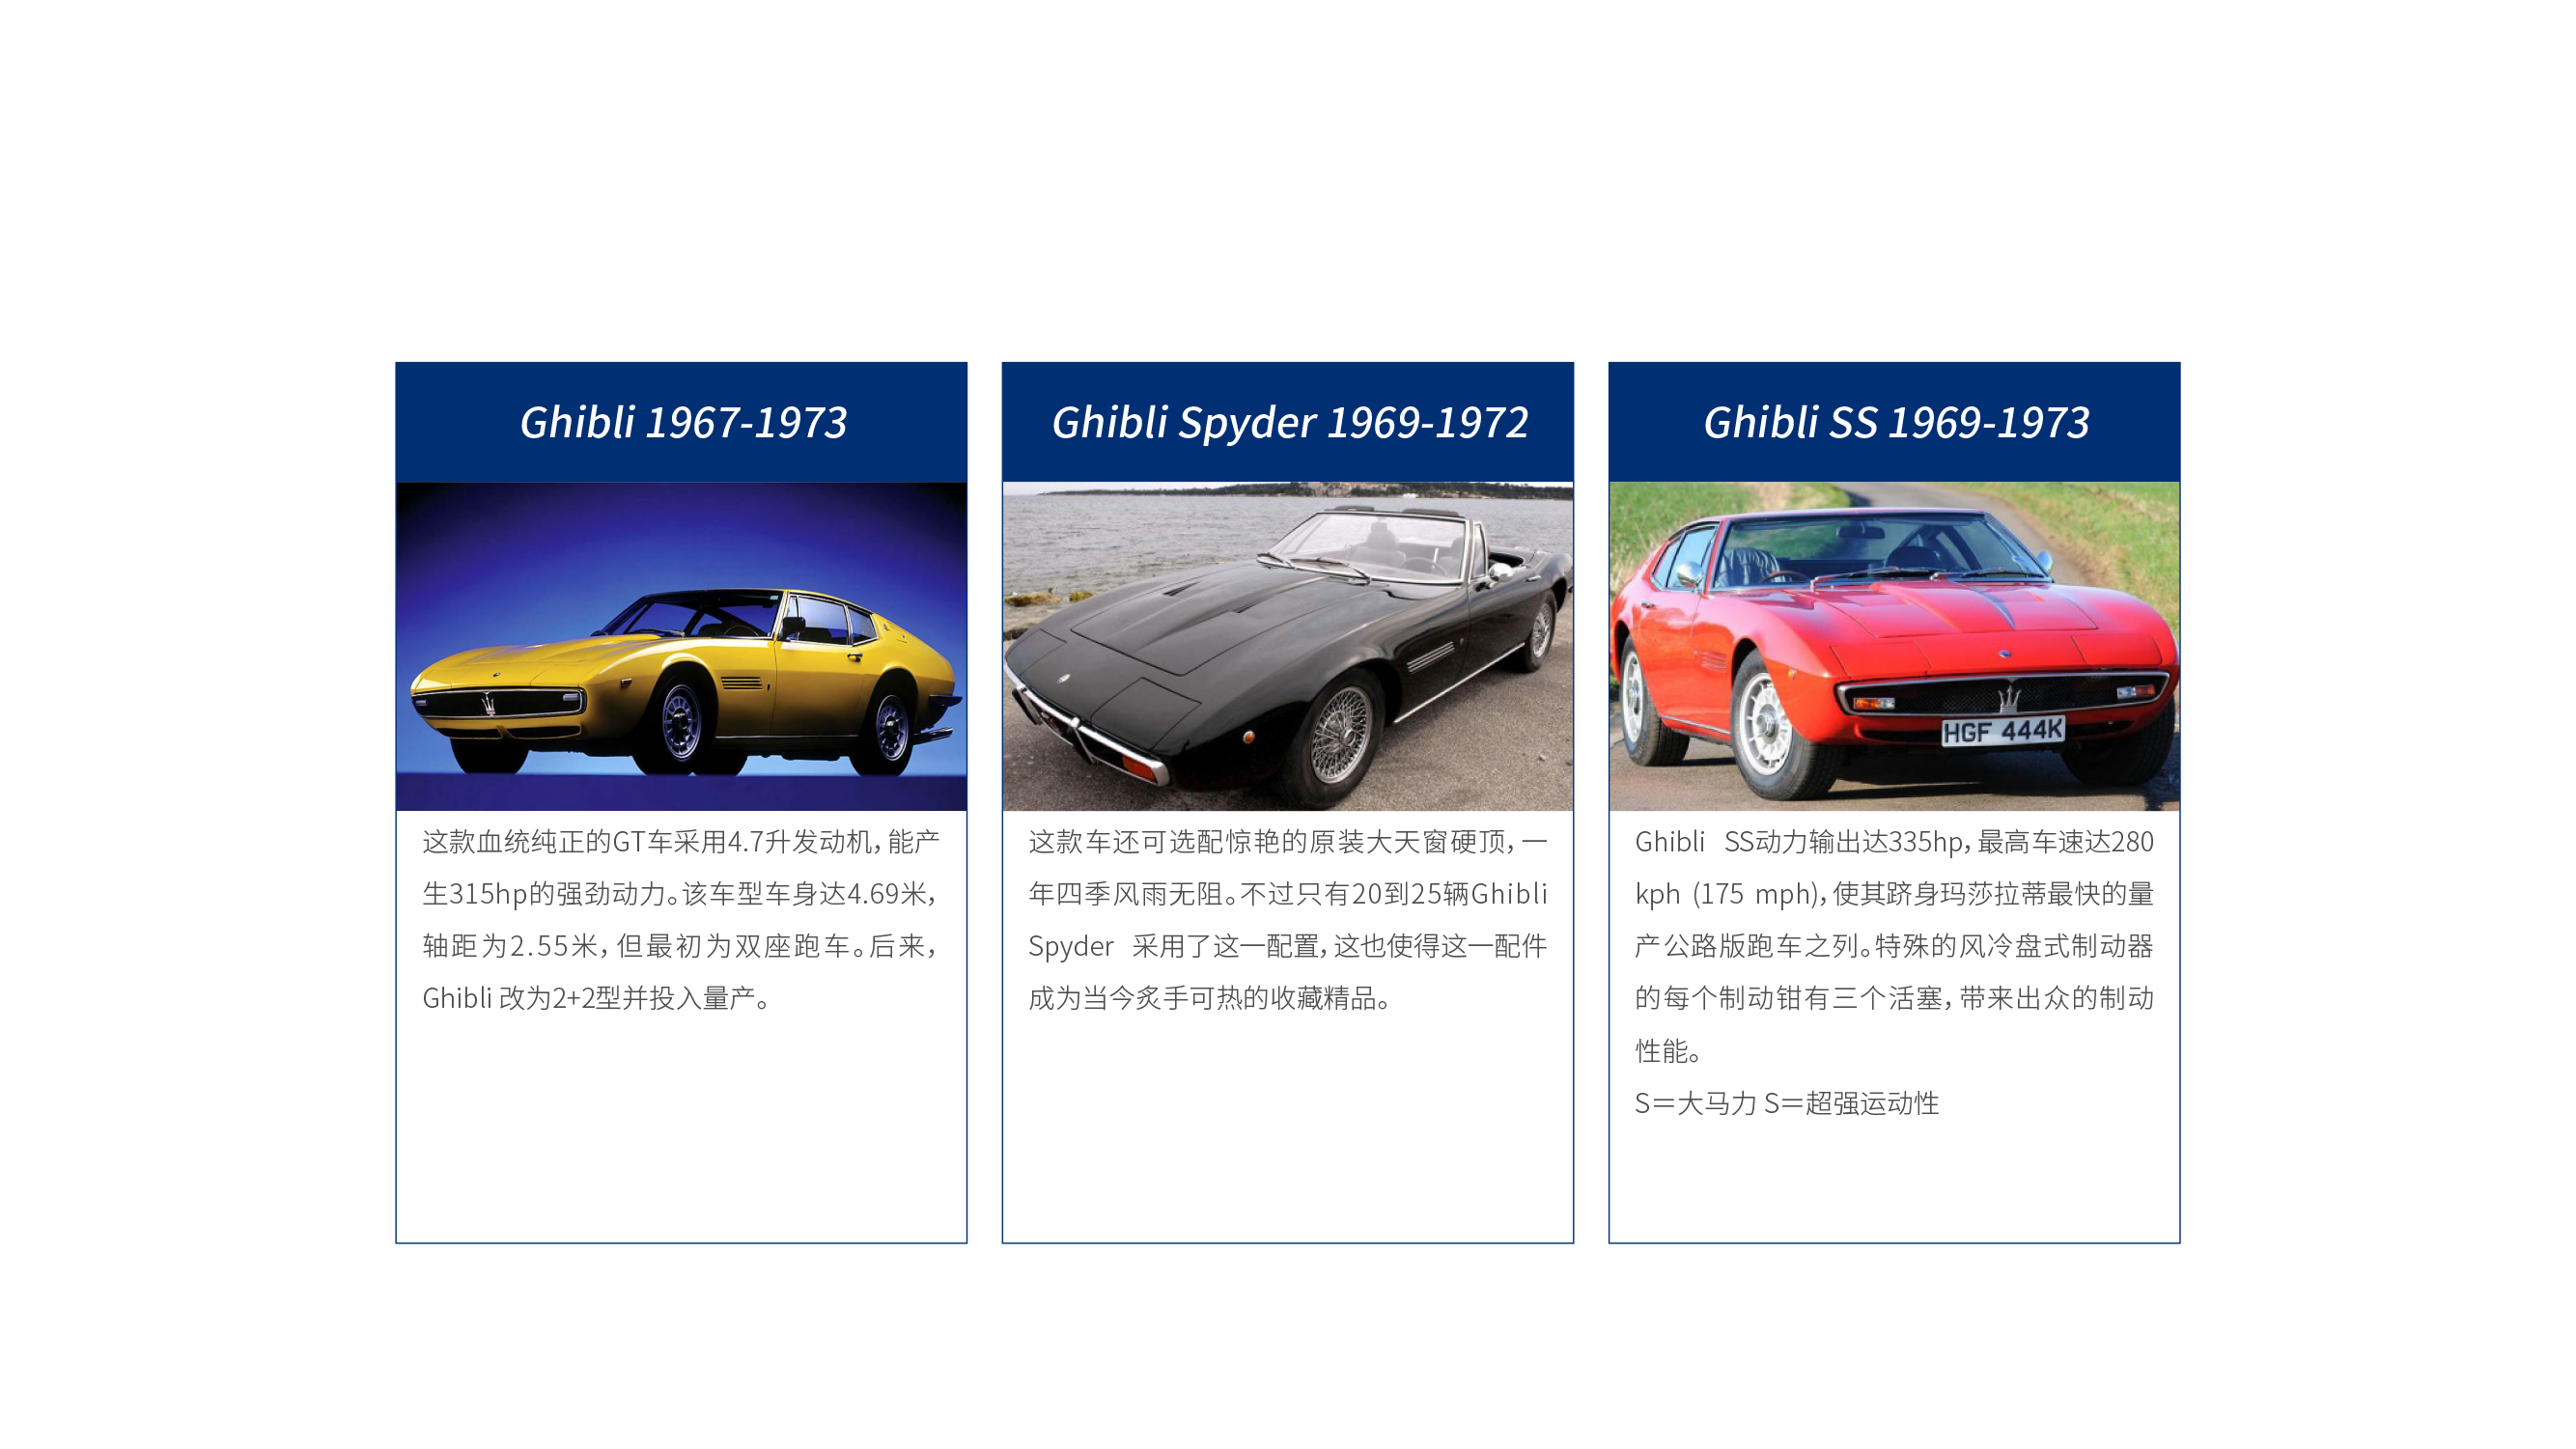 Ghibli 1967-1973
这款血统纯正的GT车采用4.7升发动机，能产
生315hp的强劲动力。该车型车身达4.69米，
轴距为2.55米，但最初为双座跑车。后来，
Ghibli 改为2+2型并投入量产。
Ghibli Spyder 1969-1972
这款车还可选配惊艳的原装大天窗硬顶，一
年四季风雨无阻。不过只有20到25辆Ghibli
Spyder 采用了这一配置，这也使得这一配件
成为当今炙手可热的收藏精品。
Ghibli SS 1969-1973
HGF 444K
Ghibli SS动力输出达335hp，最高车速达280
kph (175 mph)，使其跻身玛莎拉蒂最快的量
产公路版跑车之列。特殊的风冷盘式制动器
的每个制动钳有三个活塞，带来出众的制动
性能。
S＝大马力 S＝超强运动性